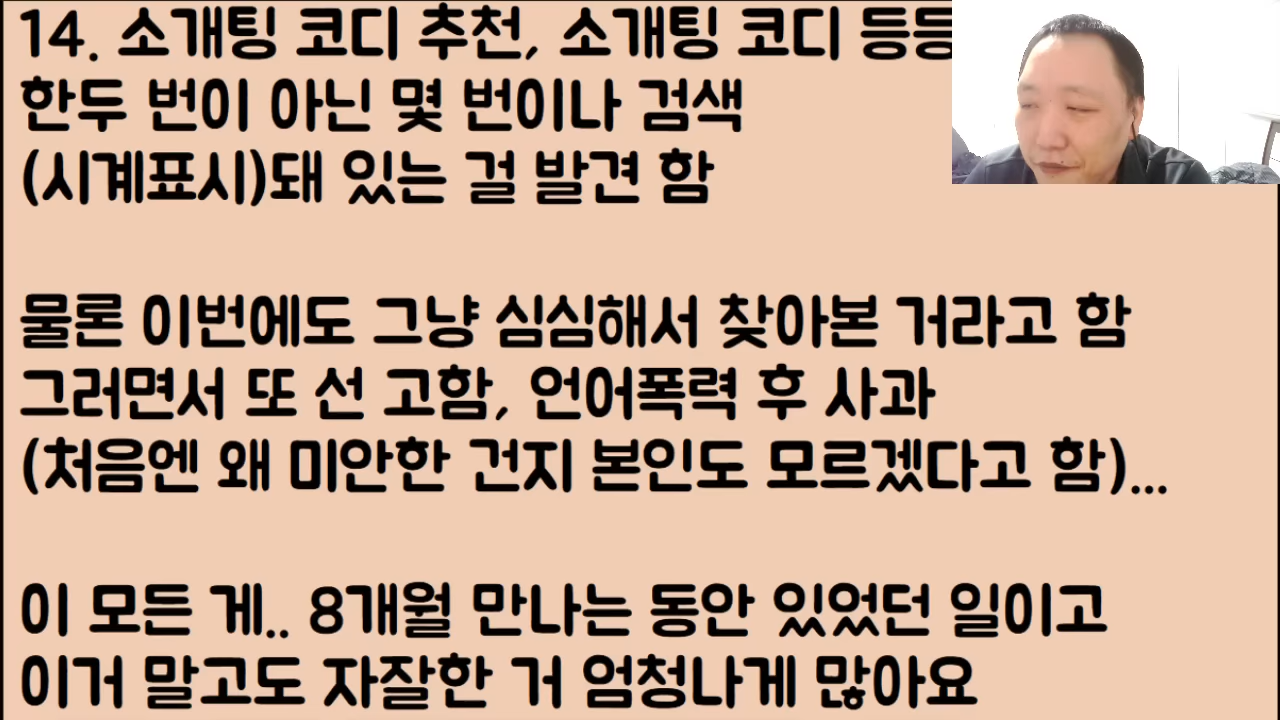 14. 소개팅 코디 추천, 소개팅 코디 등등
한두 번이 아닌 몇 번이나 검색
(시계표시)돼 있는 걸 발견 함
물론 이번에도 그냥 심심해서 찾아본 거라고 함
그러면서 또 선 고함, 언어폭력 후 사과
(처음엔 왜 미안한 건지 본인도 모르겠다고 함)...
이 모든 게.. 8개월 만나는 동안 있었던 일이고
이거 말고도 자잘한 거 엄청나게 많아요